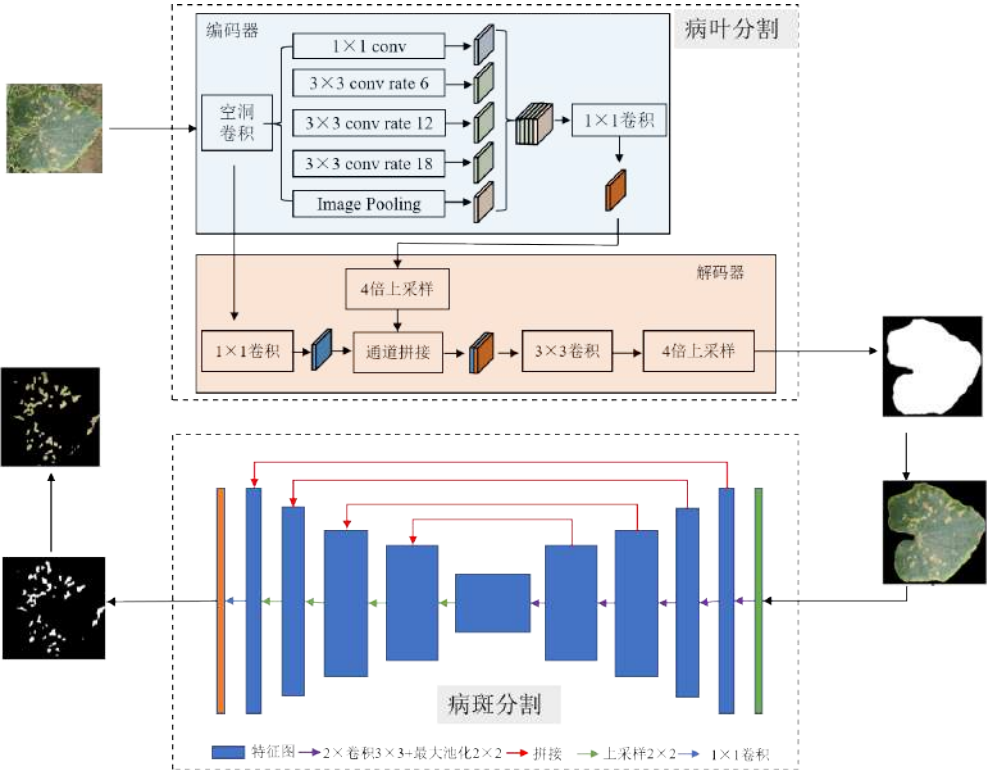 编码器
病叶分割
1×1 conv
3×3 conv rate 6
空洞
卷积
3×3 conv rate 12
1×1卷积
3×3 conv rate 18
Image Pooling
解码器
4倍上采样
1×1卷积
通道拼接
3×3卷积
4倍上采样
病斑分割
特征图
2×卷积3×3+最大池化2×2
拼接
上采样2×2
1×1卷积